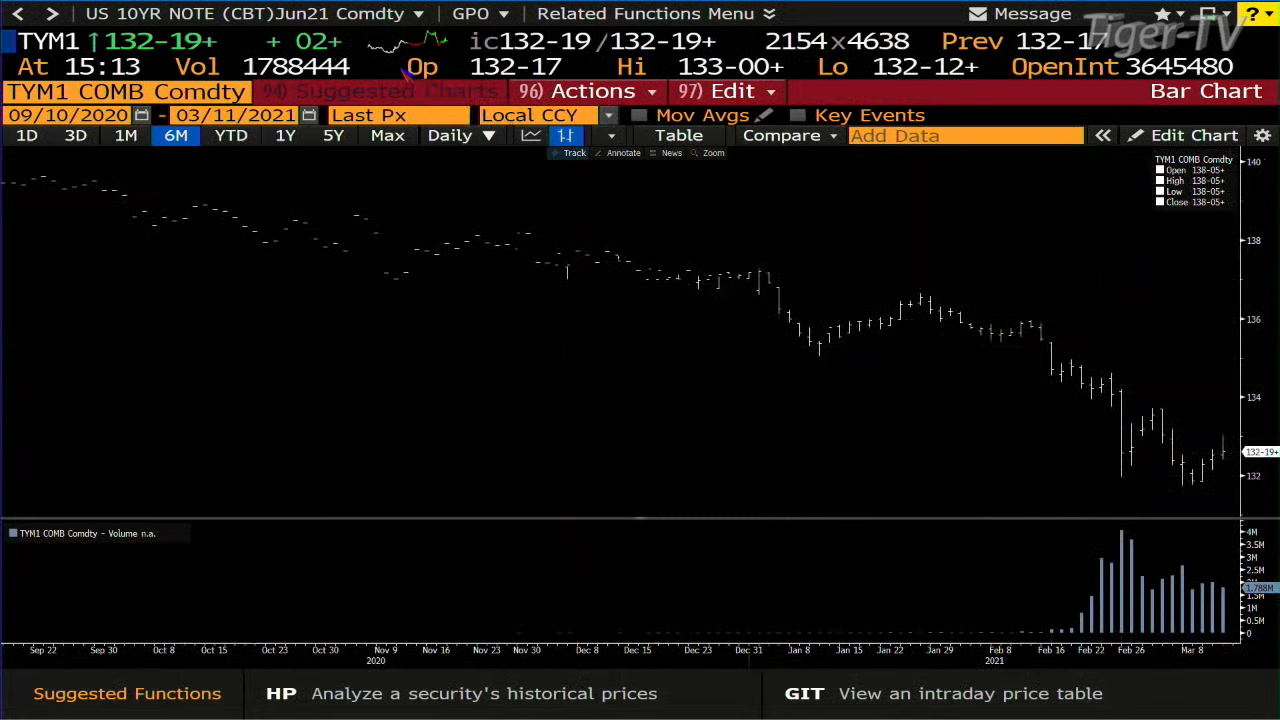 US 10YR NOTE (CBT)Jun21 Comdty GPO Related Functions Menu Message ?
TYM1 ↑132-19+ + 02+ ic132-19 /132-19+ 2154x4638 Prev 132-17 Tiger-TV
At 15:13 Vol 1788444 Op 132-17 Hi 133-00+ Lo 132-12+ OpenInt 3645480
TYM1 COMB Comdty 94) Suggested Charts 96) Actions 97) Edit Bar Chart
09/10/2020 - 03/11/2021 Last Px Local CCY Mov Avgs Key Events
1D 3D 1M 6M YTD 1Y 5Y Max Daily ▼ Table Compare Add Data « Edit Chart
Track Annotate News Zoom
TYM1 COMB Comdty
Open 138-05+
High 138-05+
Low 138-05+
Close 138-05+
140
138
136
134
132-19+
132
TYM1 COMB Comdty - Volume n.a.
4M
3.5M
3M
2.5M
2M
1.788M
1.5M
1M
0.5M
0
Sep 22 Sep 30 Oct 8 Oct 15 Oct 23 Oct 30 Nov 9 Nov 16 Nov 23 Nov 30 Dec 8 Dec 15 Dec 23 Dec 31 Jan 8 Jan 15 Jan 22 Jan 29 Feb 8 Feb 16 Feb 22 Feb 26 Mar 8
2020 2021
Suggested Functions HP Analyze a security's historical prices GIT View an intraday price table